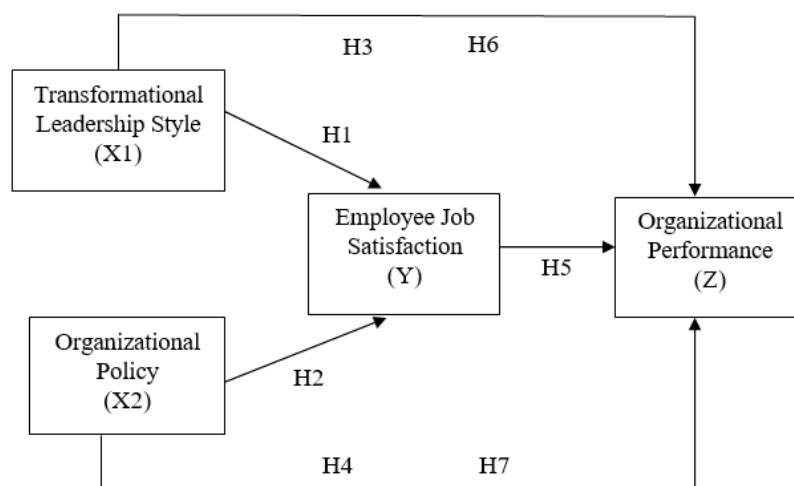 H3 H6
Transformational
Leadership Style
(X1)
H1
Employee Job
Satisfaction
(Y)
Organizational
Performance
(Z)
H5
Organizational
Policy
(X2)
H2
H4 H7